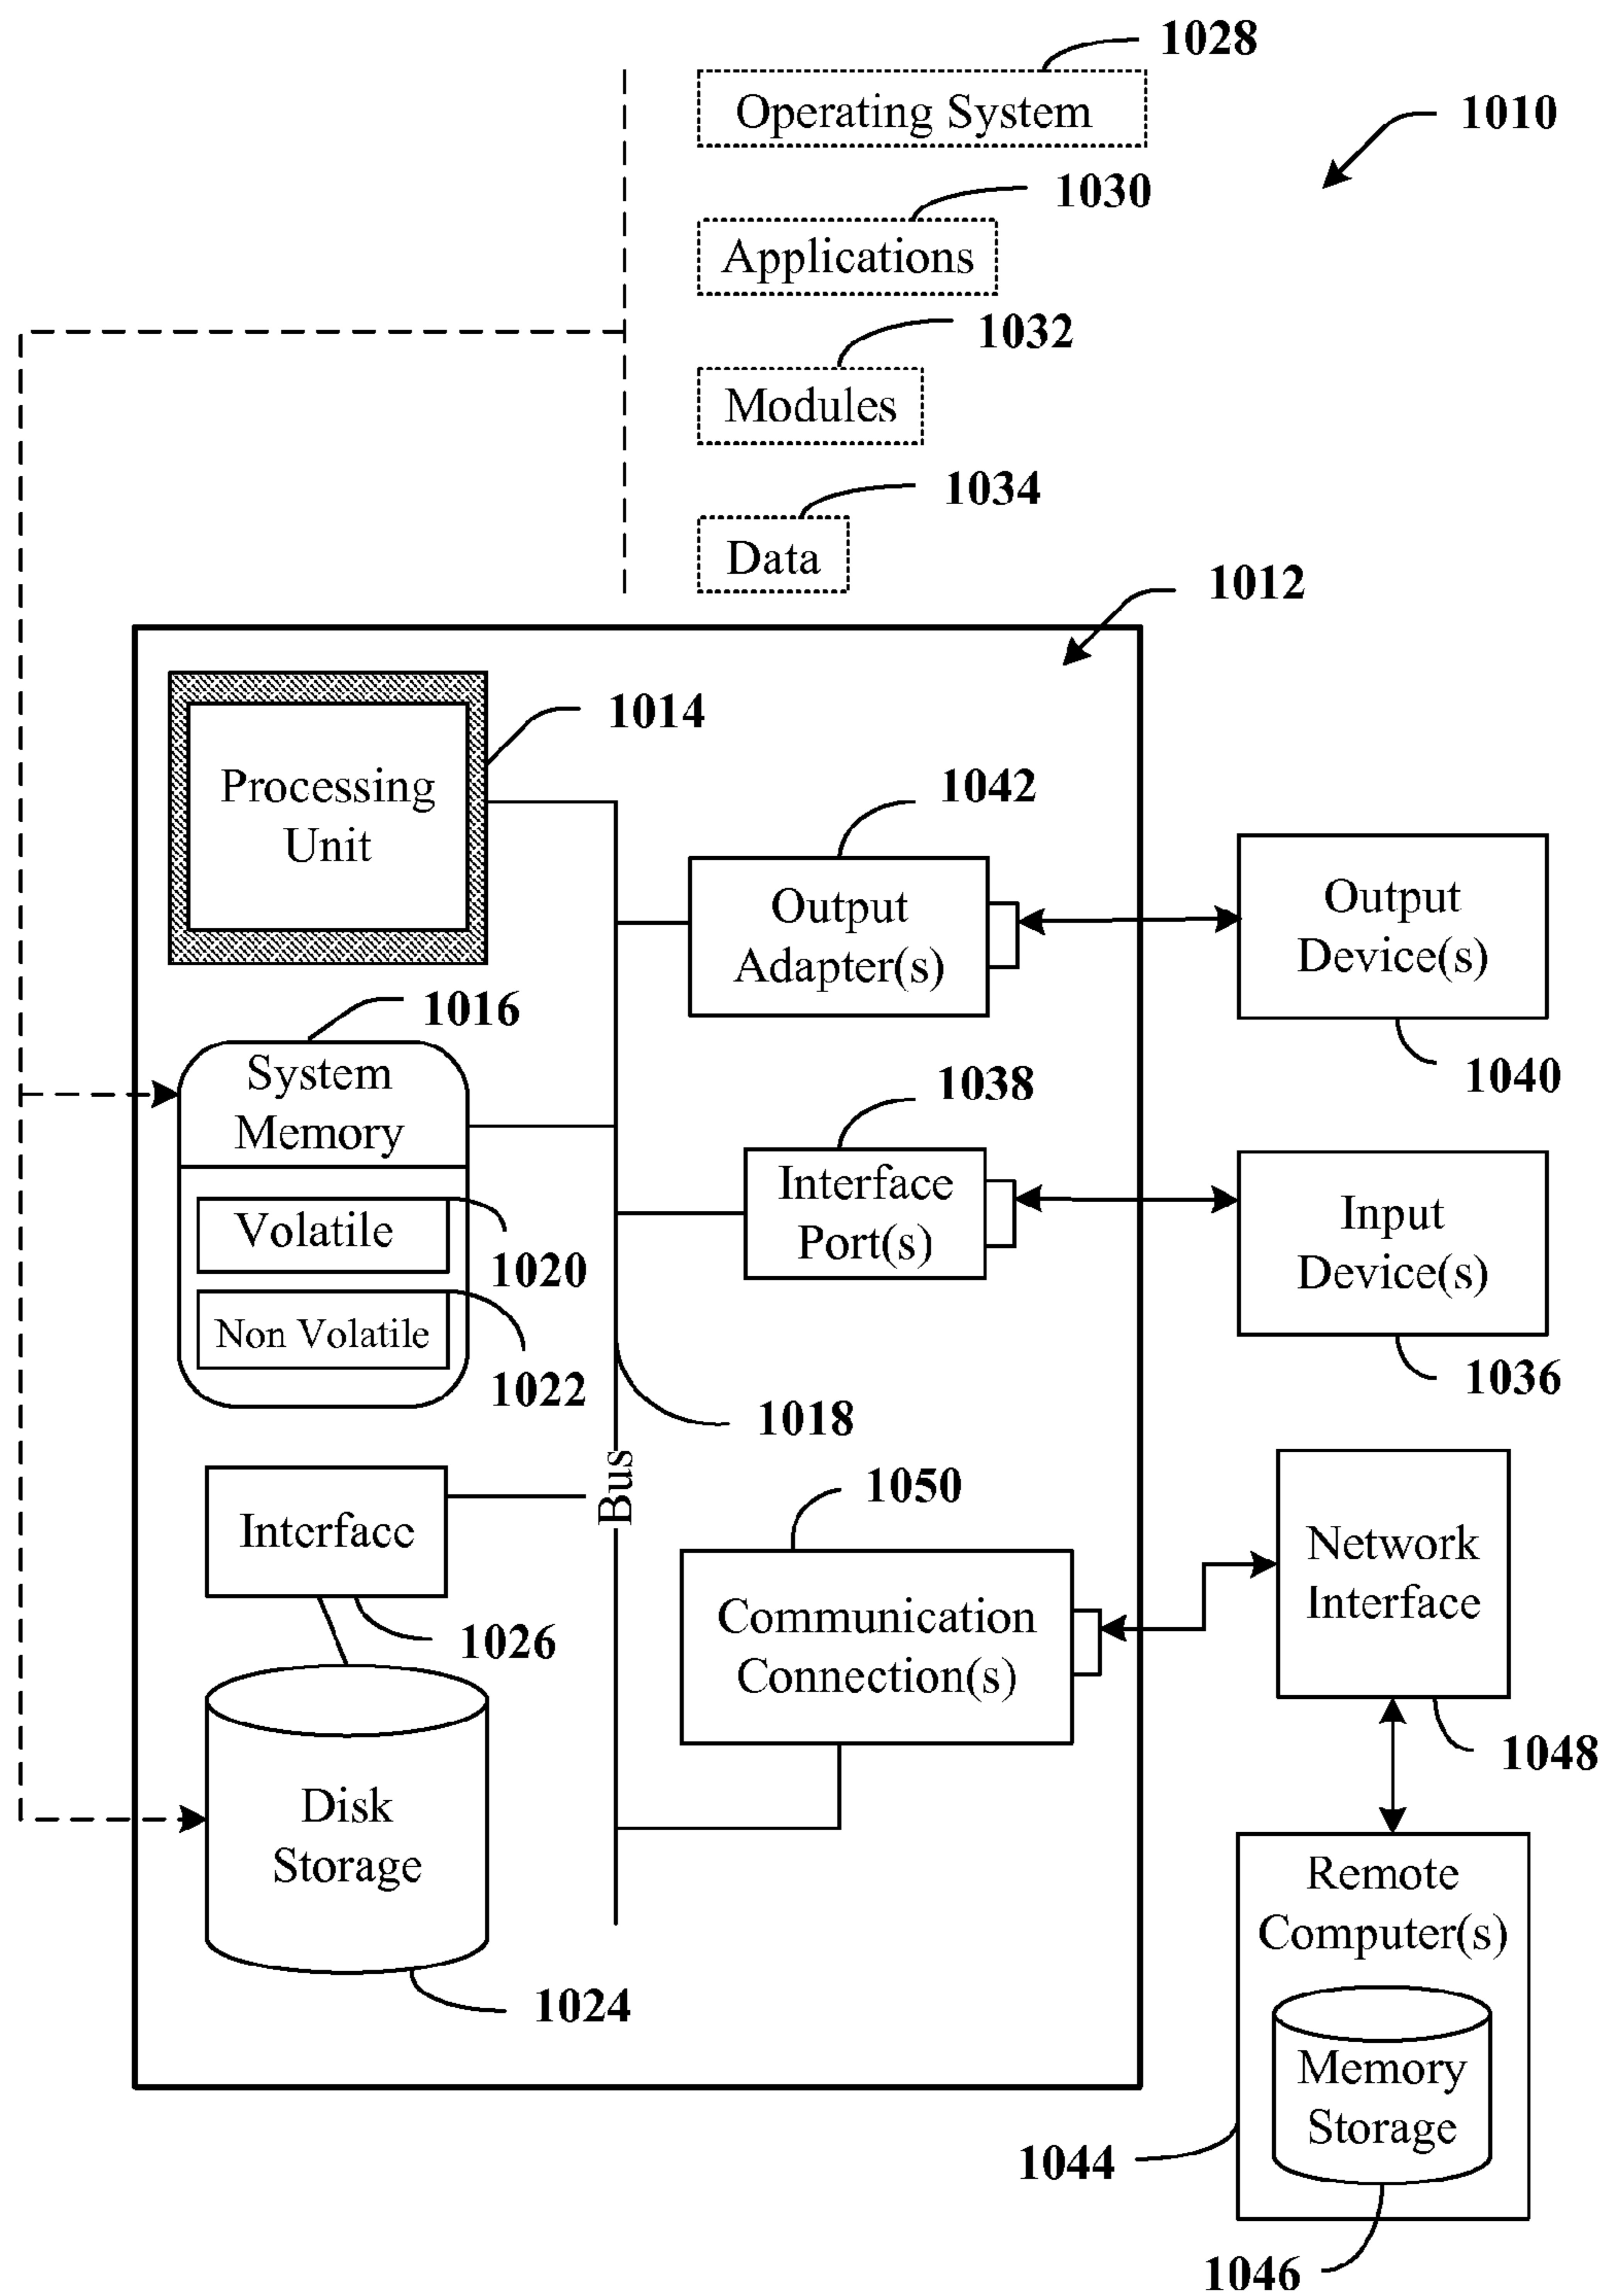 1028
Operating System
1010
1030
Applications
1032
Modules
1034
Data
1012
1014
Processing
Unit
1042
Output
Adapter(s)
Output
Device(s)
1040
1016
System
Memory
1038
Interface
Port(s)
Input
Device(s)
1036
Volatile
1020
Non Volatile
1022
1018
Bus
1050
Interface
1026
Communication
Connection(s)
Network
Interface
1048
Disk
Storage
1024
Remote
Computer(s)
Memory
Storage
1044
1046